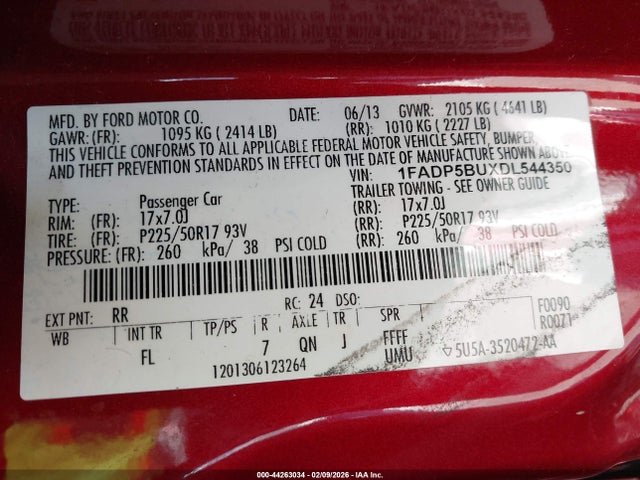 MFD. BY FORD MOTOR CO. DATE: 06/13 GVWR: 2105 KG ( 4641 LB)
GAWR: (FR): 1095 KG ( 2414 LB) (RR): 1010 KG ( 2227 LB)
THIS VEHICLE CONFORMS TO ALL APPLICABLE FEDERAL MOTOR VEHICLE SAFETY, BUMPER,
AND THEFT PREVENTION STANDARDS IN EFFECT ON THE DATE OF MANUFACTURE SHOWN ABOVE.
VIN: 1FADP5BUXDL544350
TYPE: Passenger Car TRAILER TOWING - SEE OWNER GUIDE
RIM: (FR): 17x7.0J (RR): 17x7.0J
TIRE: (FR): P225/50R17 93V (RR): P225/50R17 93V
PRESSURE: (FR): 260 kPa/ 38 PSI COLD (RR): 260 kPa/ 38 PSI COLD
EXT PNT: RR RC: 24 DSO: F0090
WB INT TR TP/PS R AXLE TR SPR R0071
FL 7 QN J FFFF
UMU 5U5A-3520472-AA
1201306123264
000-44263034 - 02/09/2026 - IAA Inc.